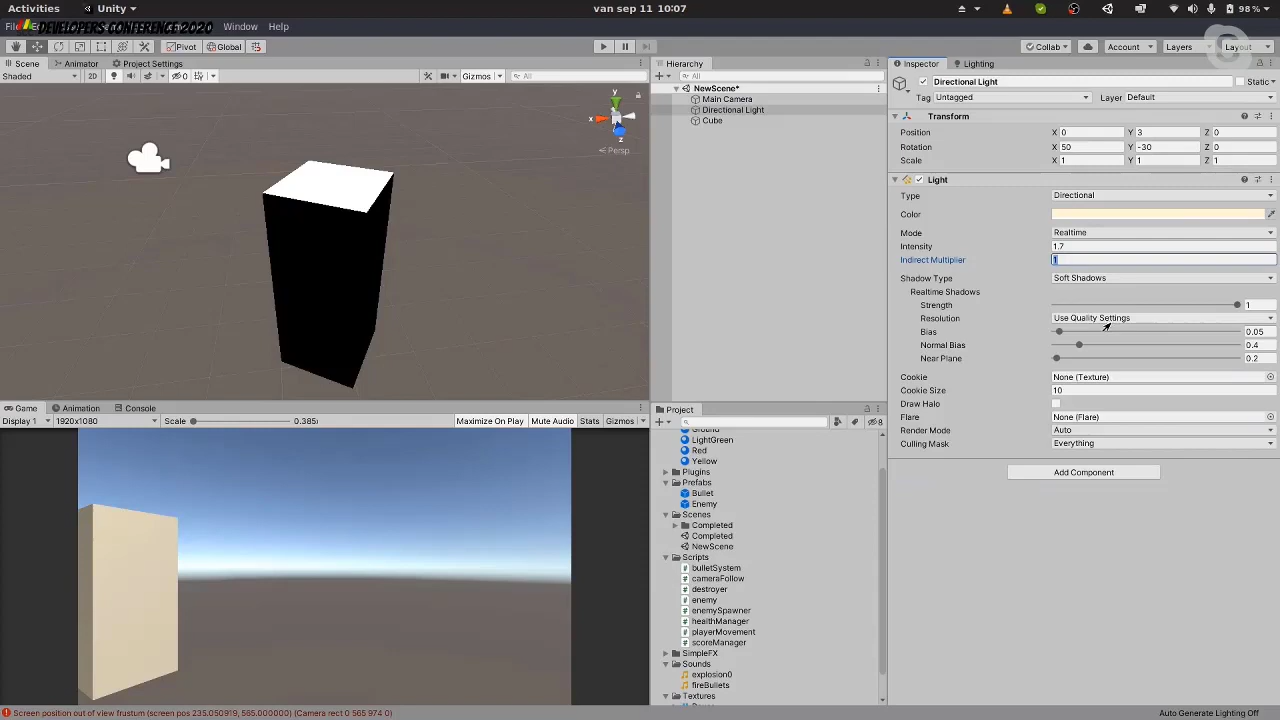 Activities
Unity
van sep 11 10:07
98%
DEVELOPERS CONFERENCE 2020
Window Help
Pivot Global
Collab Account Layers Layout
Scene Animator Project Settings
Shaded 2D 0 Gizmos All
y
x
z
Persp
Hierarchy
All
NewScene*
Main Camera
Directional Light
Cube
Inspector Lighting
Directional Light Static
Tag Untagged Layer Default
Transform
Position X 0 Y 3 Z 0
Rotation X 50 Y -30 Z 0
Scale X 1 Y 1 Z 1
Light
Type Directional
Color
Mode Realtime
Intensity 1.7
Indirect Multiplier 1
Shadow Type Soft Shadows
Realtime Shadows
Strength 1
Resolution Use Quality Settings
Bias 0.05
Normal Bias 0.4
Near Plane 0.2
Cookie None (Texture)
Cookie Size 10
Draw Halo
Flare None (Flare)
Render Mode Auto
Culling Mask Everything
Add Component
Game Animation Console
Display 1 1920x1080 Scale 0.385 Maximize On Play Mute Audio Stats Gizmos
Project
8
Ground
LightGreen
Red
Yellow
Plugins
Prefabs
Bullet
Enemy
Scenes
Completed
Completed
NewScene
Scripts
bulletSystem
cameraFollow
destroyer
enemy
enemySpawner
healthManager
playerMovement
scoreManager
SimpleFX
Sounds
explosion0
fireBullets
Textures
Screen position out of view frustum (screen pos 235.050919, 565.000000) (Camera rect 0 565 974 0)
Auto Generate Lighting Off